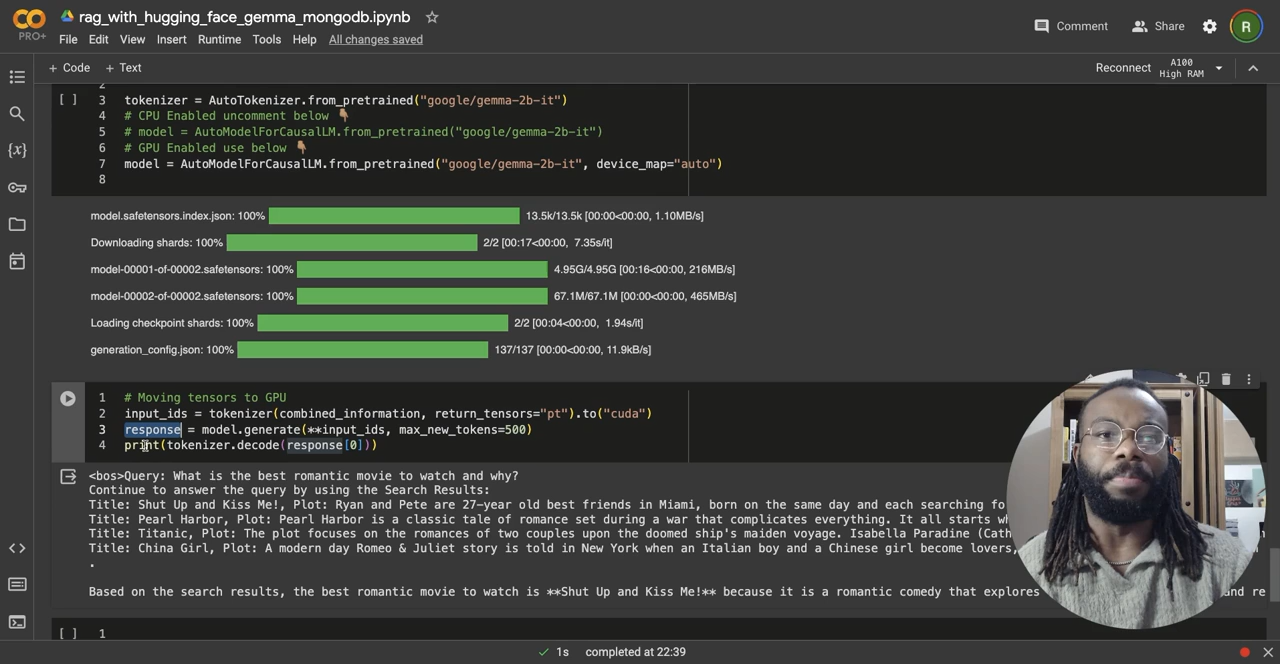 rag_with_hugging_face_gemma_mongodb.ipynb
PRO+
File Edit View Insert Runtime Tools Help All changes saved
Comment Share R
+ Code + Text
Reconnect A100
High RAM
2
[ ] 3 tokenizer = AutoTokenizer.from_pretrained("google/gemma-2b-it")
4 # CPU Enabled uncomment below 👇🏽
5 # model = AutoModelForCausalLM.from_pretrained("google/gemma-2b-it")
6 # GPU Enabled use below 👇🏽
7 model = AutoModelForCausalLM.from_pretrained("google/gemma-2b-it", device_map="auto")
8
model.safetensors.index.json: 100% 13.5k/13.5k [00:00<00:00, 1.10MB/s]
Downloading shards: 100% 2/2 [00:17<00:00, 7.35s/it]
model-00001-of-00002.safetensors: 100% 4.95G/4.95G [00:16<00:00, 216MB/s]
model-00002-of-00002.safetensors: 100% 67.1M/67.1M [00:00<00:00, 465MB/s]
Loading checkpoint shards: 100% 2/2 [00:04<00:00, 1.94s/it]
generation_config.json: 100% 137/137 [00:00<00:00, 11.9kB/s]
1 # Moving tensors to GPU
2 input_ids = tokenizer(combined_information, return_tensors="pt").to("cuda")
3 response = model.generate(**input_ids, max_new_tokens=500)
4 print(tokenizer.decode(response[0]))
<bos>Query: What is the best romantic movie to watch and why?
Continue to answer the query by using the Search Results:
Title: Shut Up and Kiss Me!, Plot: Ryan and Pete are 27-year old best friends in Miami, born on the same day and each searching fo
Title: Pearl Harbor, Plot: Pearl Harbor is a classic tale of romance set during a war that complicates everything. It all starts wh
Title: Titanic, Plot: The plot focuses on the romances of two couples upon the doomed ship's maiden voyage. Isabella Paradine (Cath
Title: China Girl, Plot: A modern day Romeo & Juliet story is told in New York when an Italian boy and a Chinese girl become lovers,
.
Based on the search results, the best romantic movie to watch is **Shut Up and Kiss Me!** because it is a romantic comedy that explores and re
[ ] 1
1s completed at 22:39